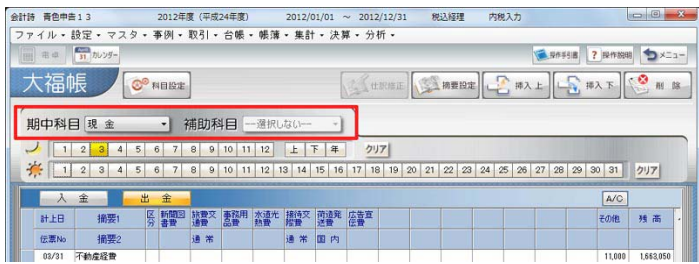 会計詩 青色申告13 2012年度 (平成24年度) 2012/01/01 ～ 2012/12/31 税込経理 内税入力
ファイル▼ 設定▼ マスタ▼ 事例▼ 取引▼ 台帳▼ 帳簿▼ 集計▼ 決算▼ 分析▼
電卓 31 カレンダー 操作手引書 ? 操作説明 メニュー
大福帳 科目設定 仕訳修正 摘要設定 挿入 上 挿入 下 削 除
期中科目 現 金 補助科目 ―選択しない―
1 2 3 4 5 6 7 8 9 10 11 12 上 下 年 クリア
1 2 3 4 5 6 7 8 9 10 11 12 13 14 15 16 17 18 19 20 21 22 23 24 25 26 27 28 29 30 31 クリア
入 金 出 金 A/C
計上日 摘要1 区分 新聞図書費 旅費交通費 事務用品費 水道光熱費 接待交際費 荷造発送費 広告宣伝費 その他 残 高
伝票No 摘要2 通 常 通 常 国 内
03/31 不動産経費 11,000 1,663,050